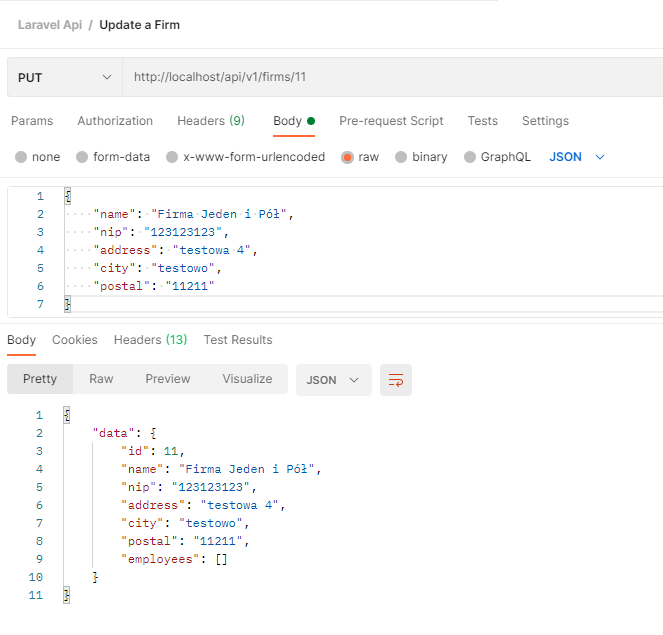 Laravel Api / Update a Firm
PUT http://localhost/api/v1/firms/11
Params Authorization Headers (9) Body Pre-request Script Tests Settings
none form-data x-www-form-urlencoded raw binary GraphQL JSON
1 {
2 "name": "Firma Jeden i Pół",
3 "nip": "123123123",
4 "address": "testowa 4",
5 "city": "testowo",
6 "postal": "11211"
7 }
Body Cookies Headers (13) Test Results
Pretty Raw Preview Visualize JSON
1 {
2 "data": {
3 "id": 11,
4 "name": "Firma Jeden i Pół",
5 "nip": "123123123",
6 "address": "testowa 4",
7 "city": "testowo",
8 "postal": "11211",
9 "employees": []
10 }
11 }